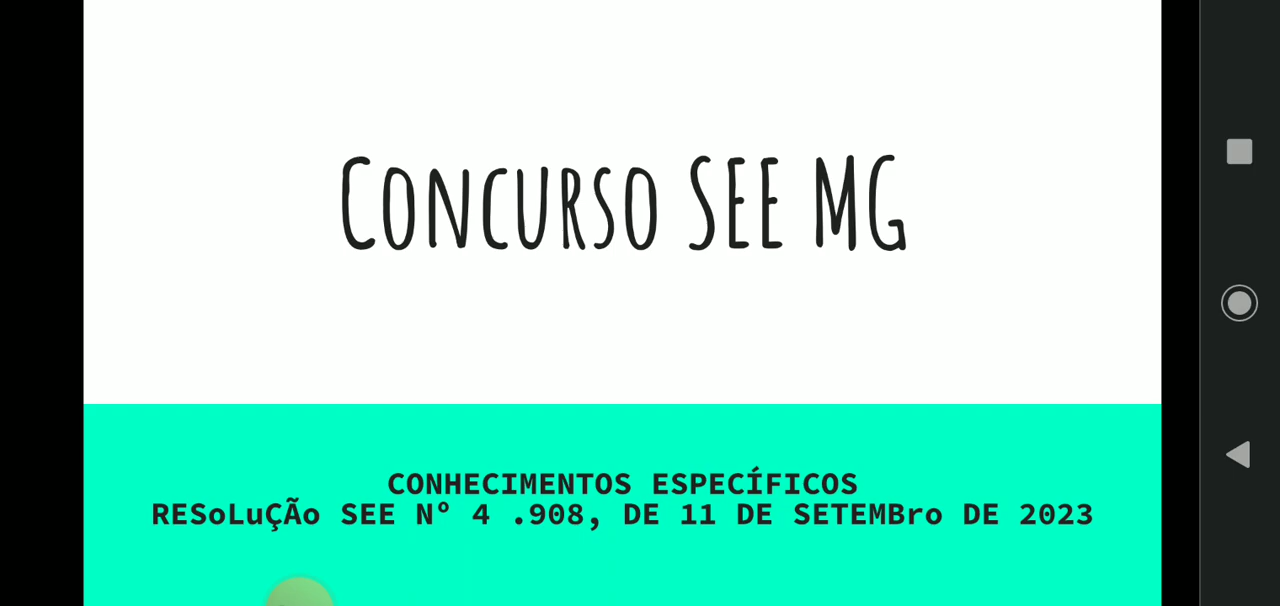 CONCURSO SEE MG
CONHECIMENTOS ESPECÍFICOS
RESoLuÇÃo SEE Nº 4 .908, DE 11 DE SETEMBro DE 2023